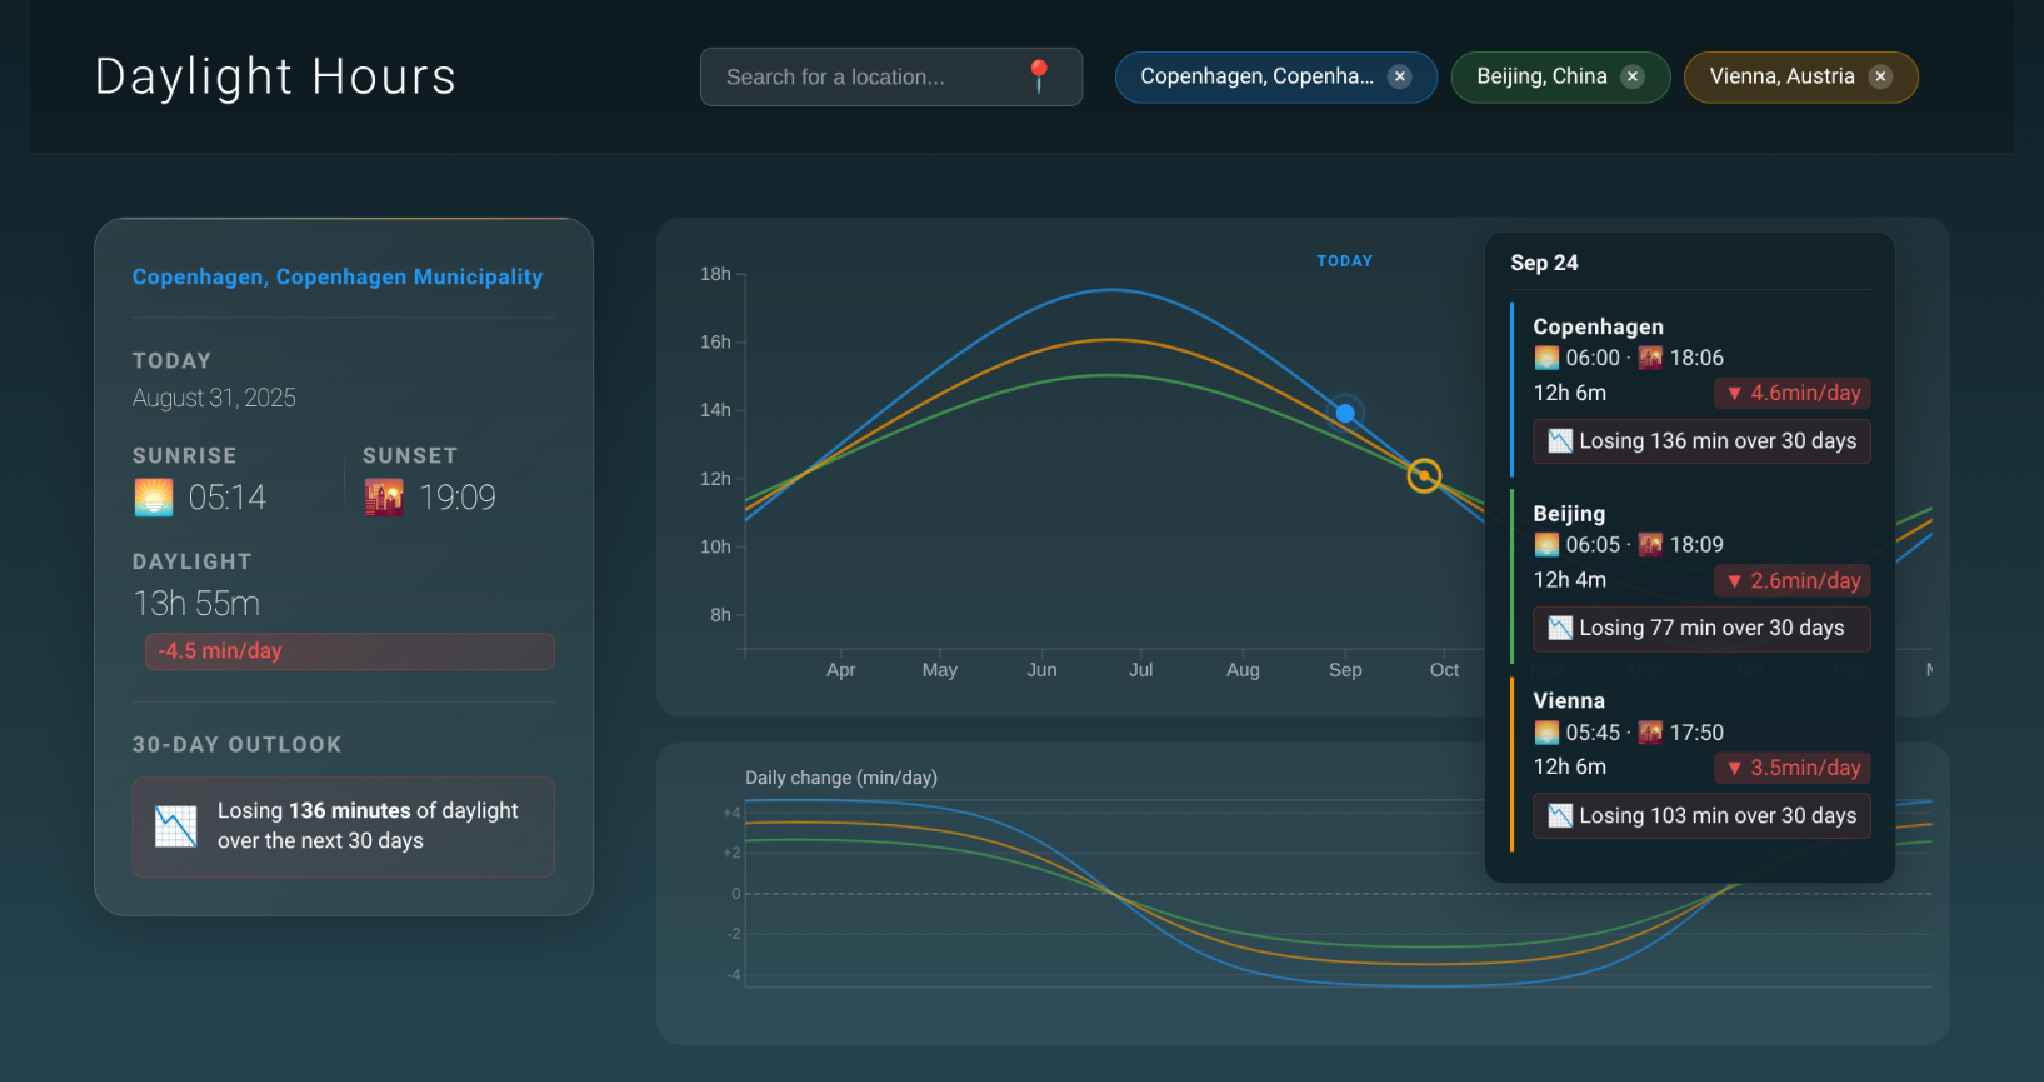 Daylight Hours
Search for a location...
Copenhagen, Copenha...
Beijing, China
Vienna, Austria
Copenhagen, Copenhagen Municipality
TODAY
August 31, 2025
SUNRISE
SUNSET
05:14
19:09
DAYLIGHT
13h 55m
-4.5 min/day
30-DAY OUTLOOK
Losing 136 minutes of daylight
over the next 30 days
TODAY
18h
16h
14h
12h
10h
8h
Apr May Jun Jul Aug Sep Oct Nov Dec Jan Feb
Sep 24
Copenhagen
06:00 · 18:06
12h 6m ▼ 4.6min/day
Losing 136 min over 30 days
Beijing
06:05 · 18:09
12h 4m ▼ 2.6min/day
Losing 77 min over 30 days
Vienna
05:45 · 17:50
12h 6m ▼ 3.5min/day
Losing 103 min over 30 days
Daily change (min/day)
+4
+2
0
-2
-4